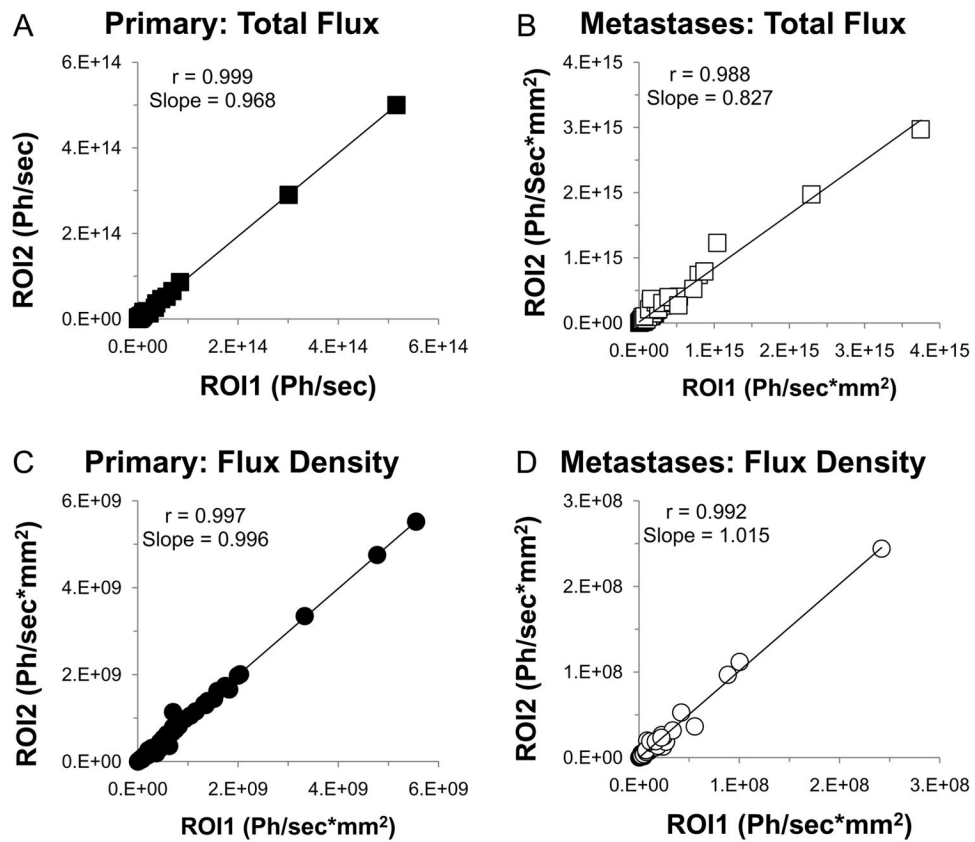 A Primary: Total Flux
r = 0.999
Slope = 0.968
ROI2 (Ph/sec)
6.E+14
4.E+14
2.E+14
0.E+00
0.E+00 2.E+14 4.E+14 6.E+14
ROI1 (Ph/sec)
B Metastases: Total Flux
r = 0.988
Slope = 0.827
ROI2 (Ph/Sec*mm²)
4.E+15
3.E+15
2.E+15
1.E+15
0.E+00
0.E+00 1.E+15 2.E+15 3.E+15 4.E+15
ROI1 (Ph/sec*mm²)
C Primary: Flux Density
r = 0.997
Slope = 0.996
ROI2 (Ph/sec*mm²)
6.E+09
4.E+09
2.E+09
0.E+00
0.E+00 2.E+09 4.E+09 6.E+09
ROI1 (Ph/sec*mm²)
D Metastases: Flux Density
r = 0.992
Slope = 1.015
ROI2 (Ph/sec*mm²)
3.E+08
2.E+08
1.E+08
0.E+00
0.E+00 1.E+08 2.E+08 3.E+08
ROI1 (Ph/sec*mm²)